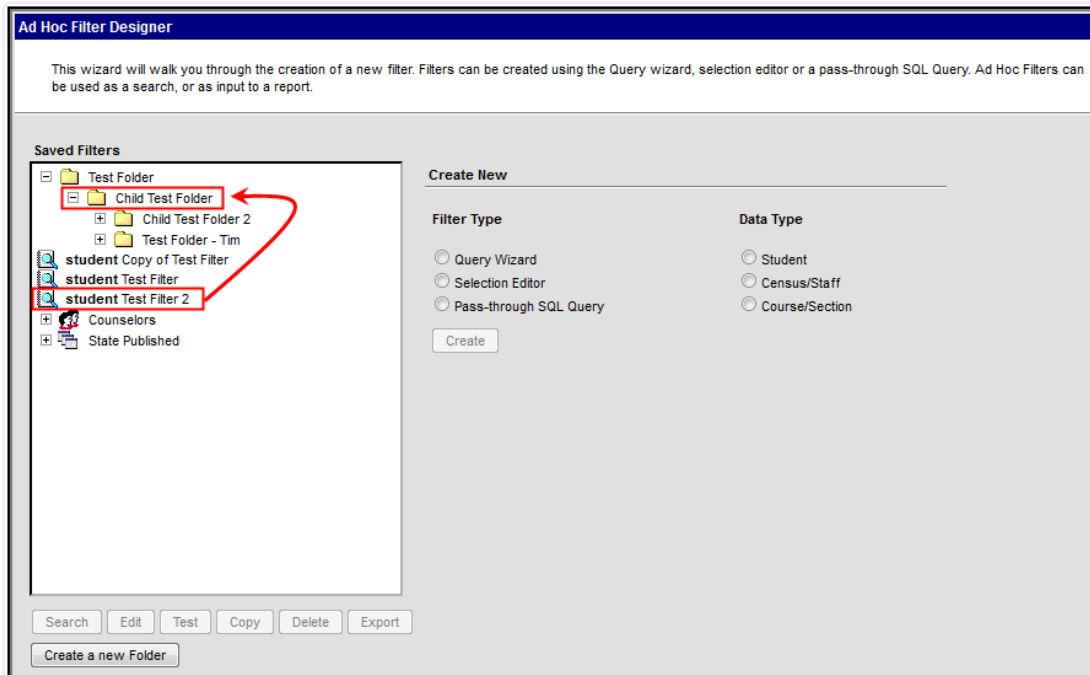 Ad Hoc Filter Designer
This wizard will walk you through the creation of a new filter. Filters can be created using the Query wizard, selection editor or a pass-through SQL Query. Ad Hoc Filters can
be used as a search, or as input to a report.
Saved Filters
Test Folder
Child Test Folder
Child Test Folder 2
Test Folder - Tim
student Copy of Test Filter
student Test Filter
student Test Filter 2
Counselors
State Published
Search Edit Test Copy Delete Export
Create a new Folder
Create New
Filter Type
Query Wizard
Selection Editor
Pass-through SQL Query
Create
Data Type
Student
Census/Staff
Course/Section